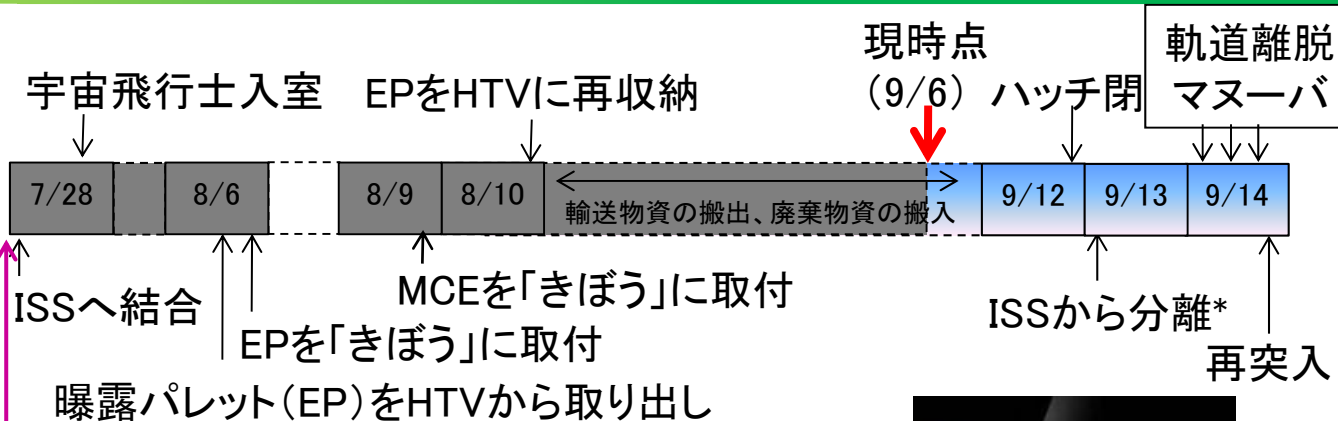 現時点
(9/6)
軌道離脱
マヌーバ
宇宙飛行士入室
EPをHTVに再収納
ハッチ閉
7/28
8/6
8/9
8/10
輸送物資の搬出、廃棄物資の搬入
9/12
9/13
9/14
ISSへ結合
MCEを「きぼう」に取付
ISSから分離*
EPを「きぼう」に取付
再突入
曝露パレット(EP)をHTVから取り出し